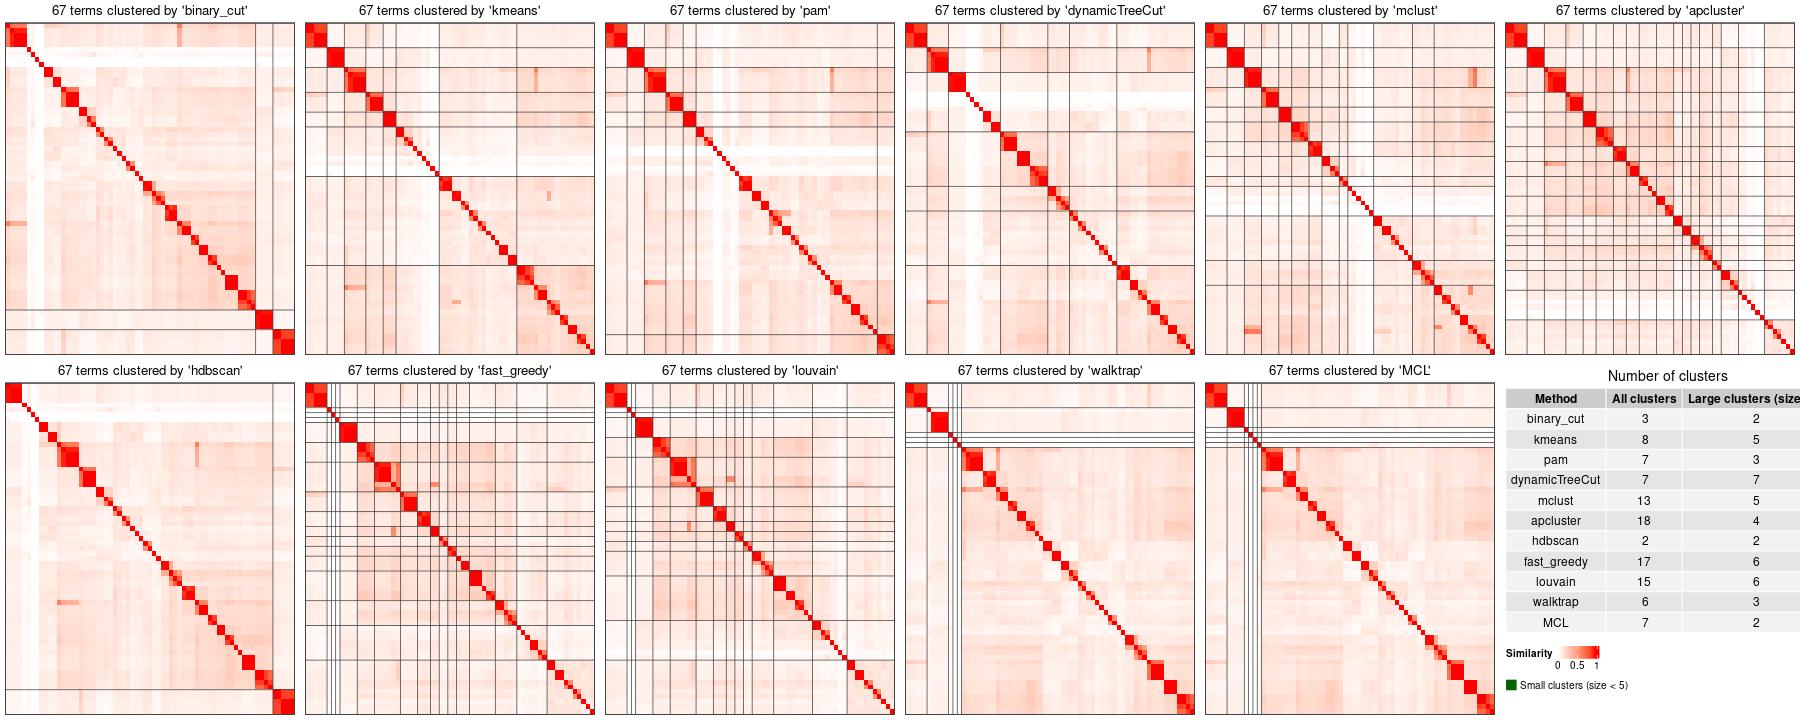 67 terms clustered by 'binary_cut'
67 terms clustered by 'kmeans'
67 terms clustered by 'pam'
67 terms clustered by 'dynamicTreeCut'
67 terms clustered by 'mclust'
67 terms clustered by 'apcluster'
67 terms clustered by 'hdbscan'
67 terms clustered by 'fast_greedy'
67 terms clustered by 'louvain'
67 terms clustered by 'walktrap'
67 terms clustered by 'MCL'
Number of clusters
Method All clusters Large clusters (size
binary_cut 3 2
kmeans 8 5
pam 7 3
dynamicTreeCut 7 7
mclust 13 5
apcluster 18 4
hdbscan 2 2
fast_greedy 17 6
louvain 15 6
walktrap 6 3
MCL 7 2
Similarity
0 0.5 1
Small clusters (size < 5)